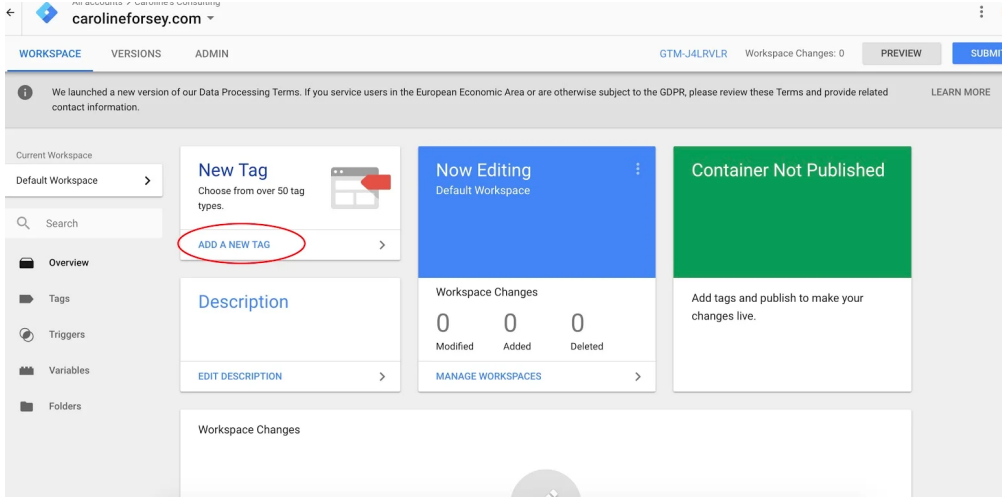 All accounts > Caroline's Consulting
carolineforsey.com
WORKSPACE
VERSIONS
ADMIN
GTM-J4LRVLR
Workspace Changes: 0
PREVIEW
SUBMI
We launched a new version of our Data Processing Terms. If you service users in the European Economic Area or are otherwise subject to the GDPR, please review these Terms and provide related
contact information.
LEARN MORE
Current Workspace
Default Workspace
Search
Overview
Tags
Triggers
Variables
Folders
New Tag
Choose from over 50 tag
types.
ADD A NEW TAG
Description
EDIT DESCRIPTION
Now Editing
Default Workspace
Workspace Changes
0 0 0
Modified Added Deleted
MANAGE WORKSPACES
Container Not Published
Add tags and publish to make your
changes live.
Workspace Changes